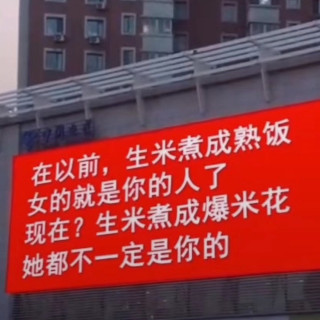 在以前，生米煮成熟饭
女的就是你的人了
现在？生米煮成爆米花
她都不一定是你的